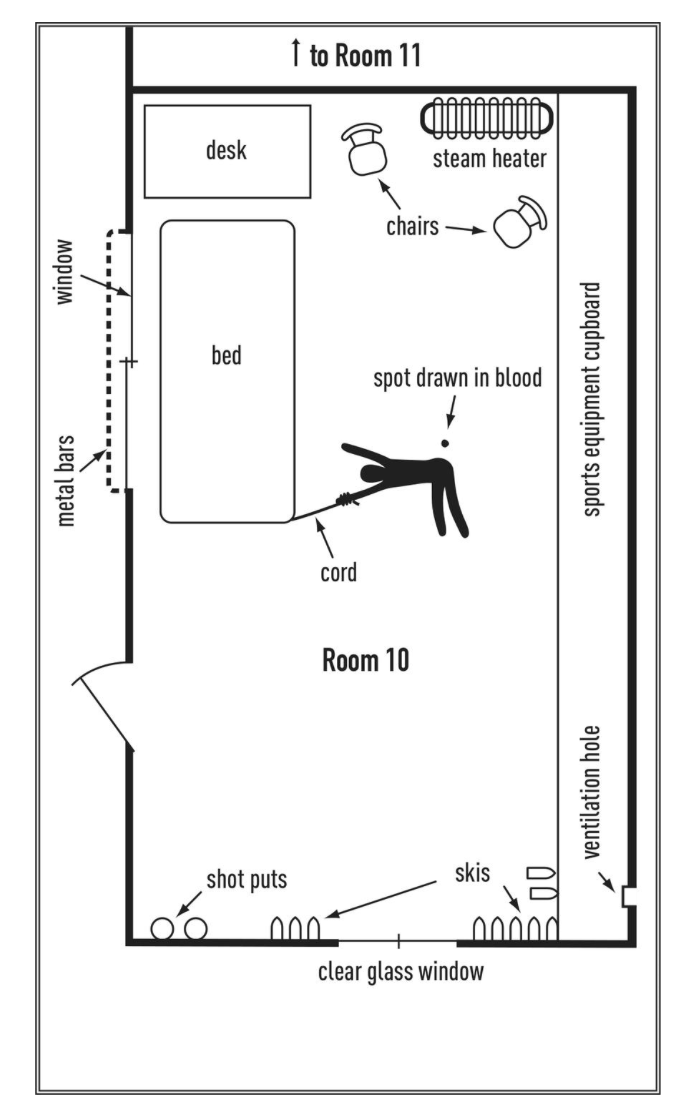 ↑ to Room 11
desk
steam heater
chairs
window
bed
sports equipment cupboard
spot drawn in blood
metal bars
cord
Room 10
ventilation hole
shot puts
skis
clear glass window